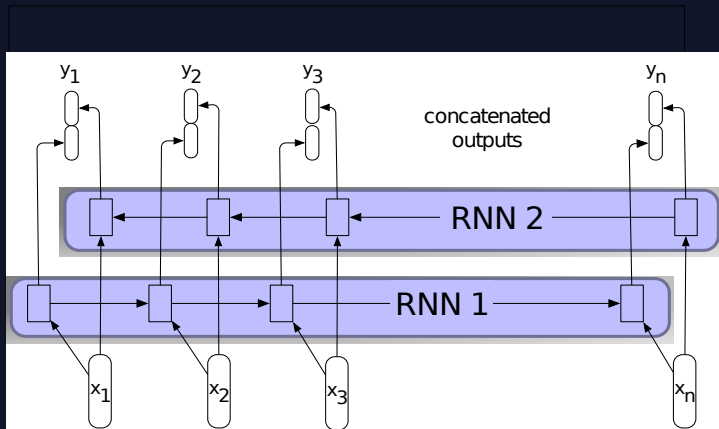 y1 y2 y3 yn
concatenated
outputs
RNN 2
RNN 1
x1 x2 x3 xn